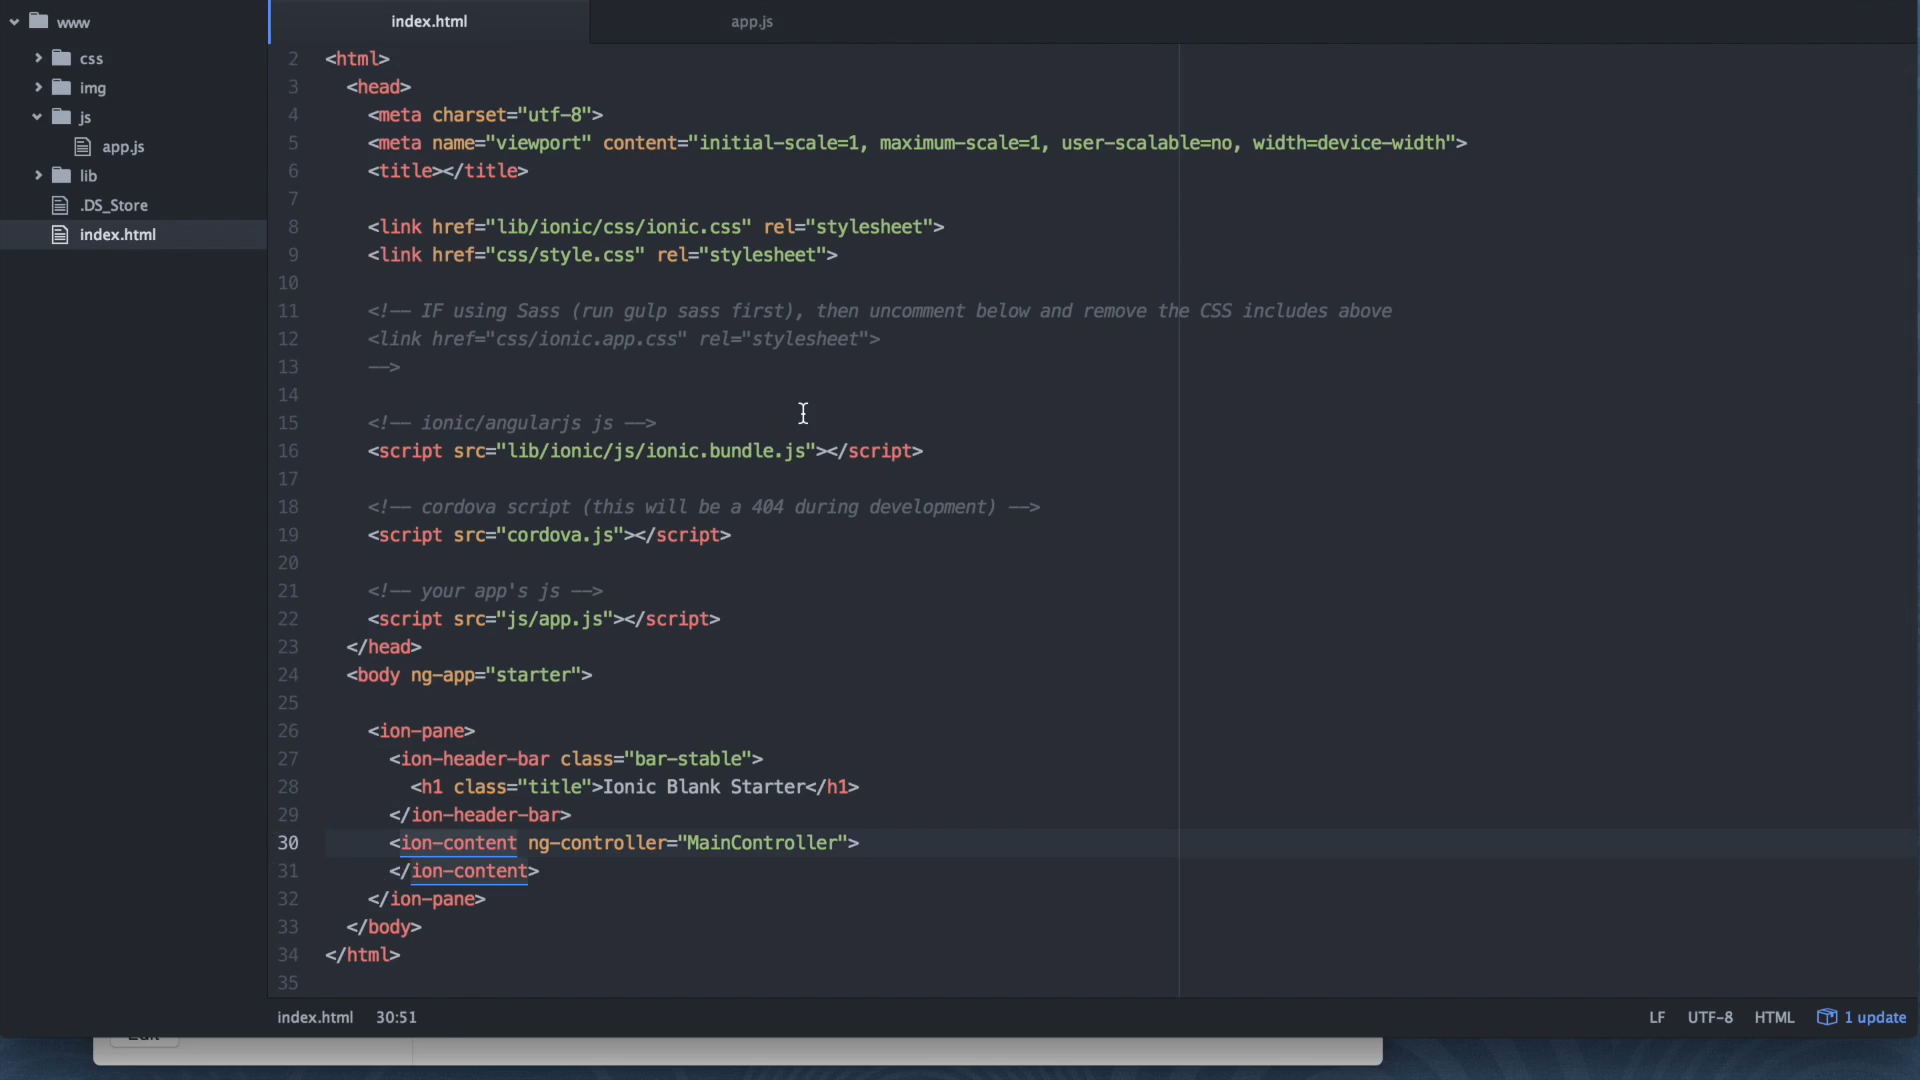 www
css
img
js
app.js
lib
.DS_Store
index.html
index.html
app.js
2 <html>
3 <head>
4 <meta charset="utf-8">
5 <meta name="viewport" content="initial-scale=1, maximum-scale=1, user-scalable=no, width=device-width">
6 <title></title>
7
8 <link href="lib/ionic/css/ionic.css" rel="stylesheet">
9 <link href="css/style.css" rel="stylesheet">
10
11 <!-- IF using Sass (run gulp sass first), then uncomment below and remove the CSS includes above
12 <link href="css/ionic.app.css" rel="stylesheet">
13 -->
14
15 <!-- ionic/angularjs js -->
16 <script src="lib/ionic/js/ionic.bundle.js"></script>
17
18 <!-- cordova script (this will be a 404 during development) -->
19 <script src="cordova.js"></script>
20
21 <!-- your app's js -->
22 <script src="js/app.js"></script>
23 </head>
24 <body ng-app="starter">
25
26 <ion-pane>
27 <ion-header-bar class="bar-stable">
28 <h1 class="title">Ionic Blank Starter</h1>
29 </ion-header-bar>
30 <ion-content ng-controller="MainController">
31 </ion-content>
32 </ion-pane>
33 </body>
34 </html>
35
index.html 30:51 LF UTF-8 HTML 1 update
Edit